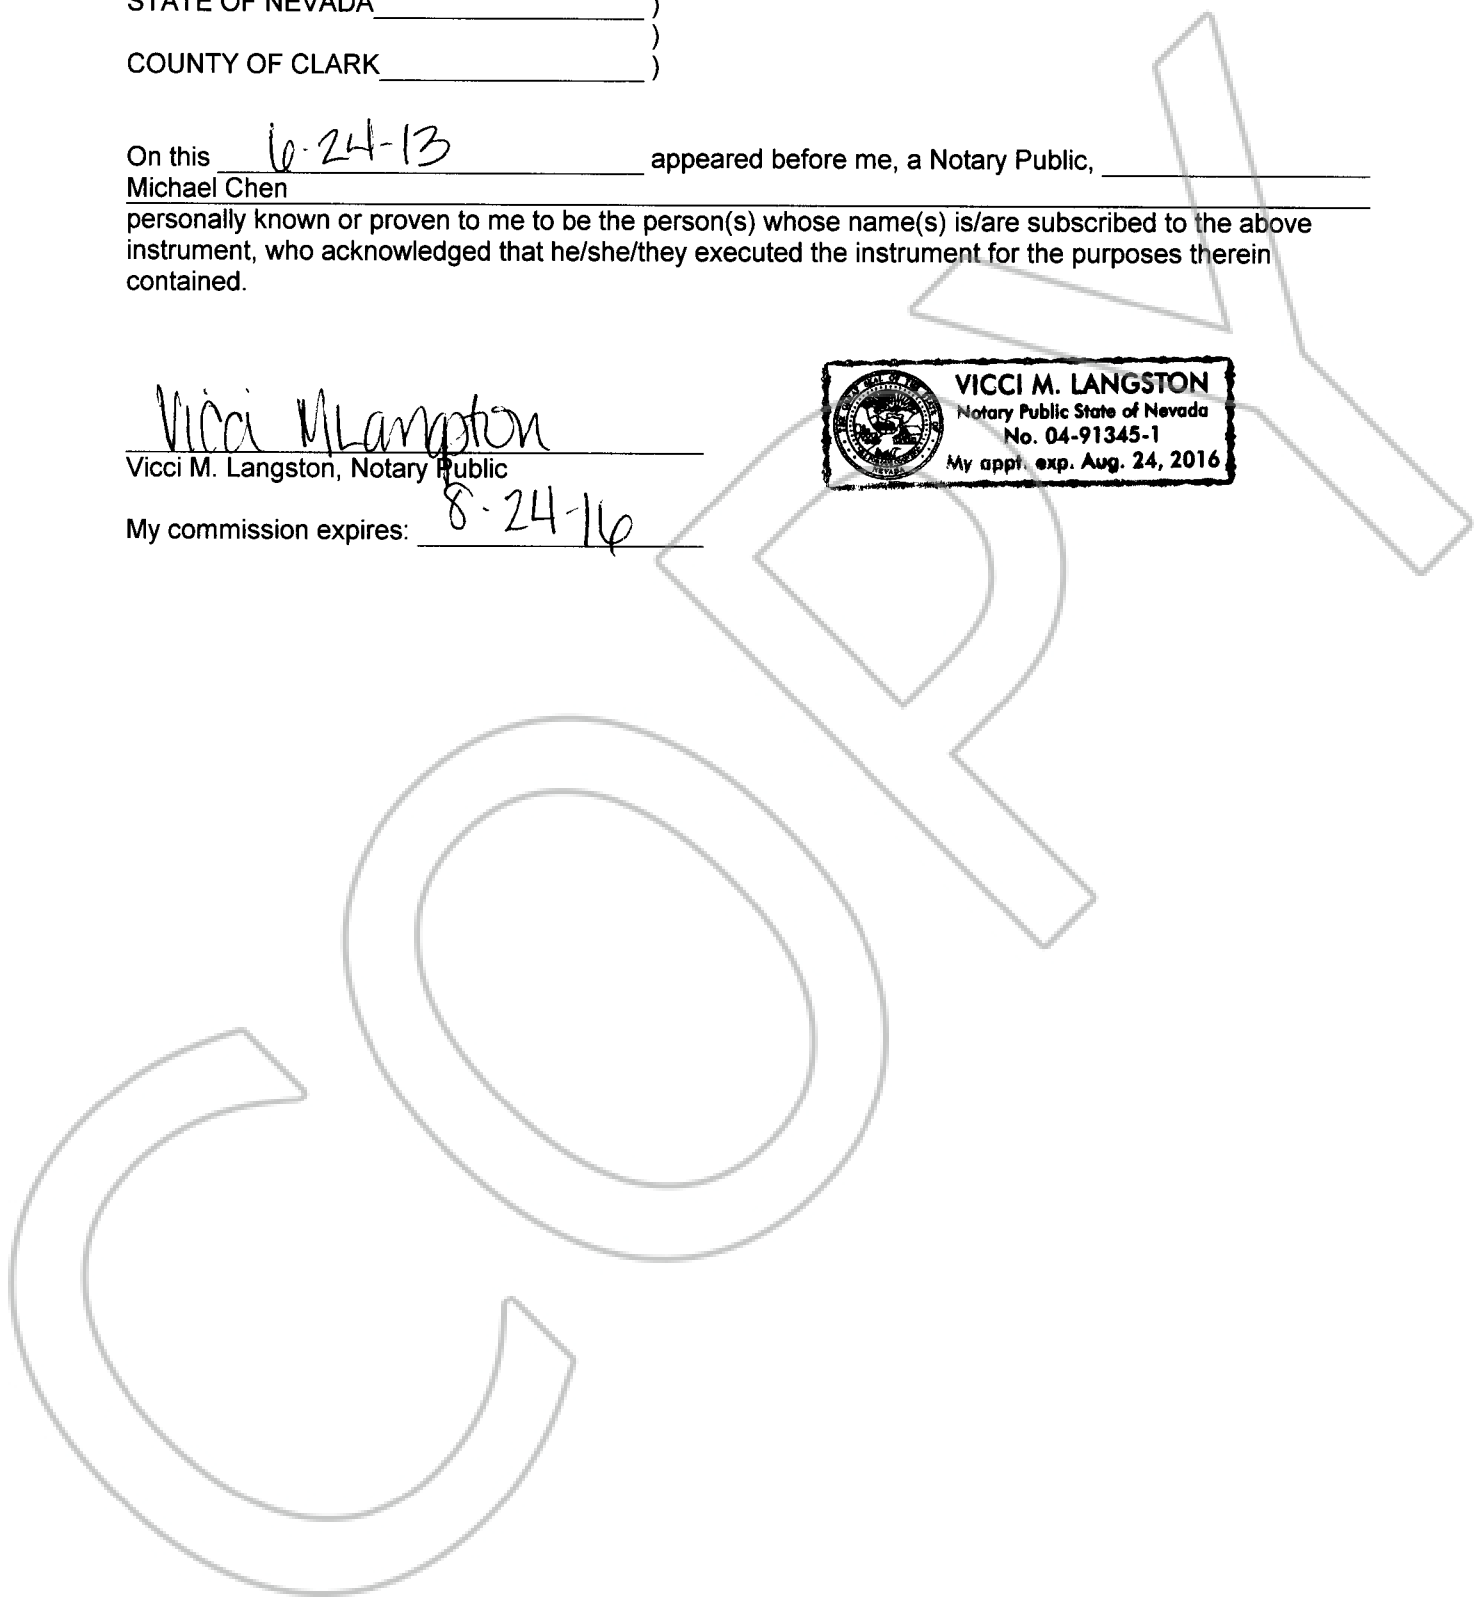 STATE OF NEVADA____________________)
)
COUNTY OF CLARK____________________)
On this 6-24-13 appeared before me, a Notary Public, ____________________
Michael Chen
personally known or proven to me to be the person(s) whose name(s) is/are subscribed to the above
instrument, who acknowledged that he/she/they executed the instrument for the purposes therein
contained.
Vicci M Langston
Vicci M. Langston, Notary Public
My commission expires: 8-24-16
VICCI M. LANGSTON
Notary Public State of Nevada
No. 04-91345-1
My appt. exp. Aug. 24, 2016
NEVADA
COPY